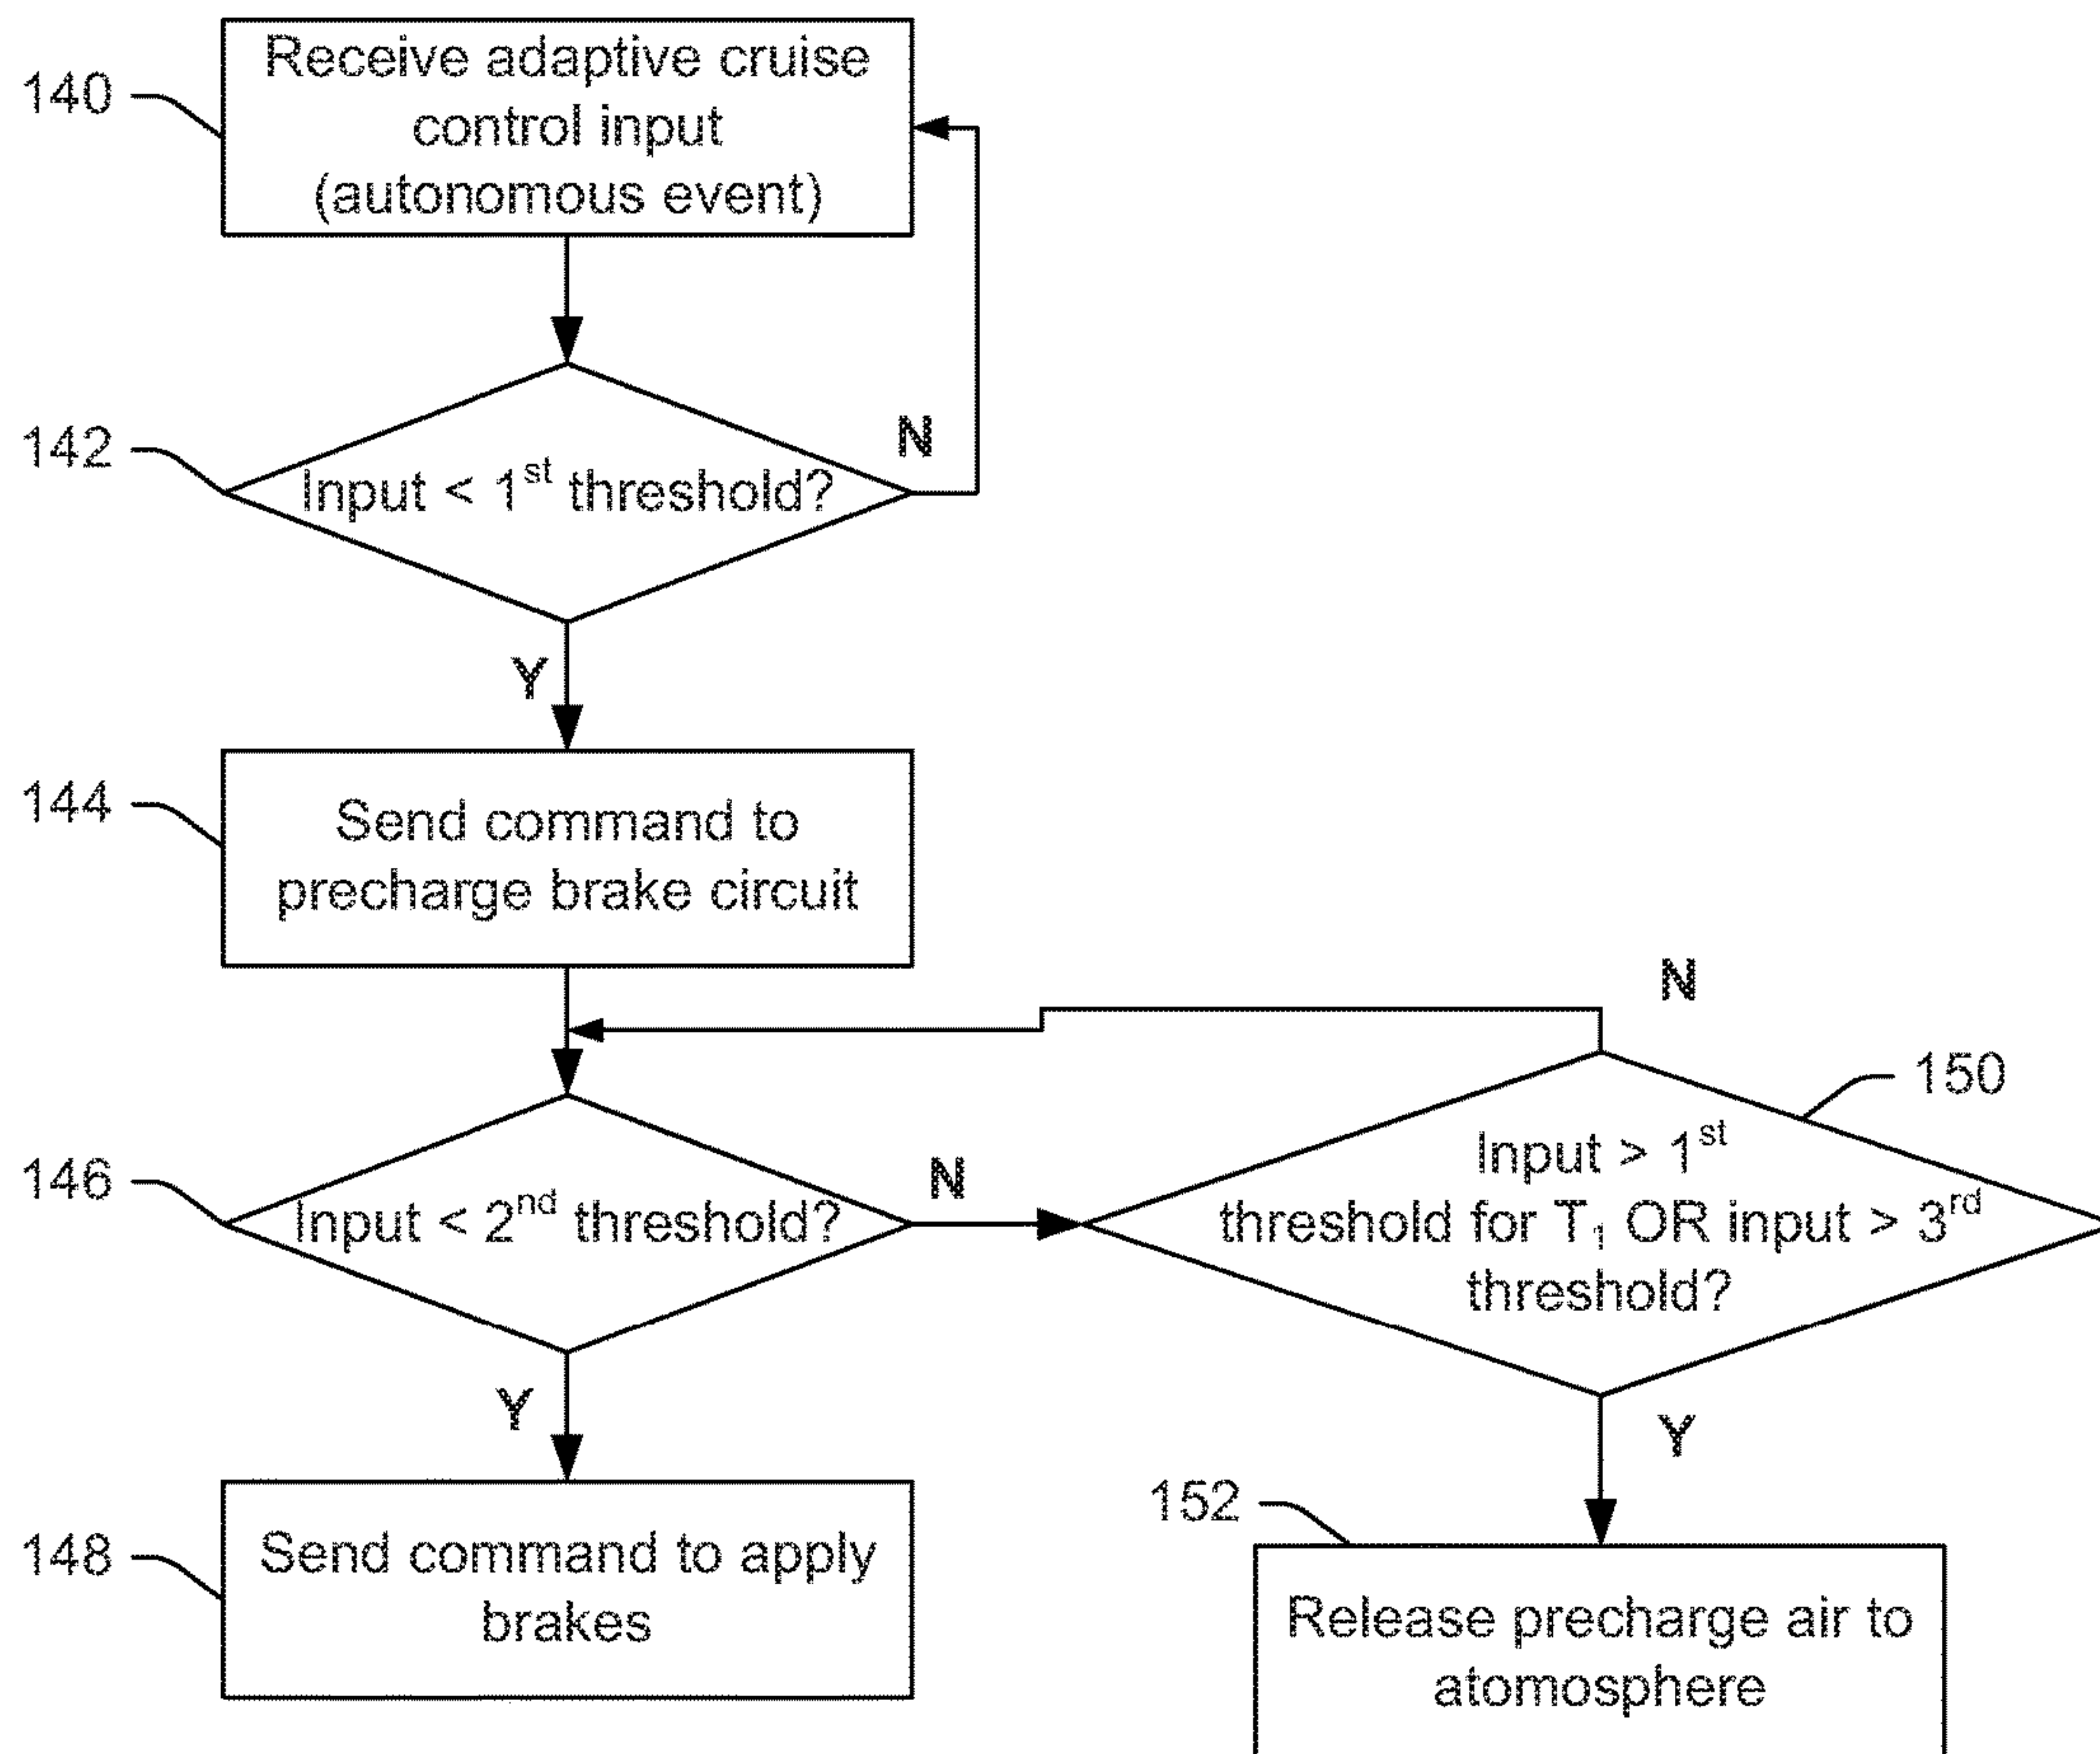 140
Receive adaptive cruise
control input
(autonomous event)
142
Input < 1st threshold?
N
Y
144
Send command to
precharge brake circuit
N
150
146
Input < 2nd threshold?
N
Input > 1st
threshold for T1 OR input > 3rd
threshold?
Y
Y
148
Send command to apply
brakes
152
Release precharge air to
atomosphere